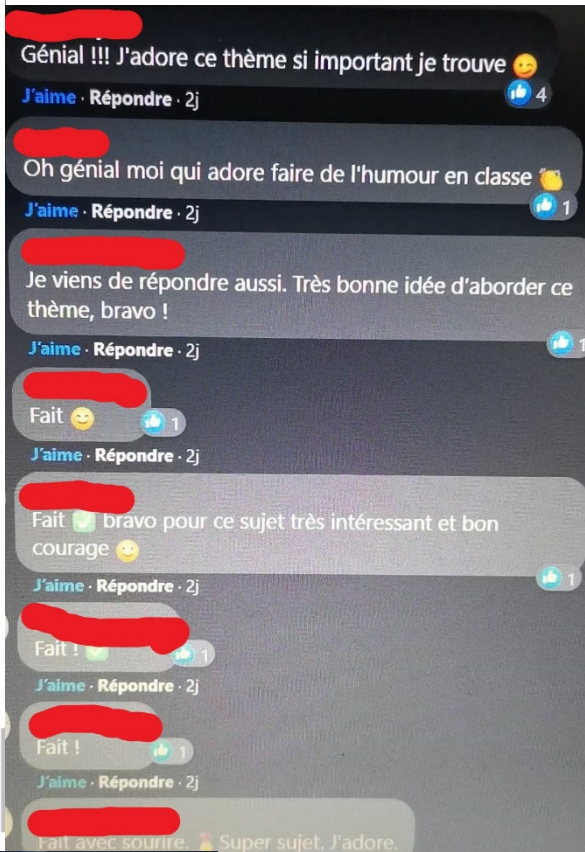 Génial !!! J'adore ce thème si important je trouve 😉
J'aime · Répondre · 2j
4
Oh génial moi qui adore faire de l'humour en classe 👏
J'aime · Répondre · 2j
1
Je viens de répondre aussi. Très bonne idée d'aborder ce
thème, bravo !
1
J'aime · Répondre · 2j
Fait 😊
1
J'aime · Répondre · 2j
Fait ✅ bravo pour ce sujet très intéressant et bon
courage 🙂
1
J'aime · Répondre · 2j
Fait ! ✅
1
J'aime · Répondre · 2j
Fait !
1
J'aime · Répondre · 2j
Fait avec sourire. 🏅 Super sujet, J'adore.